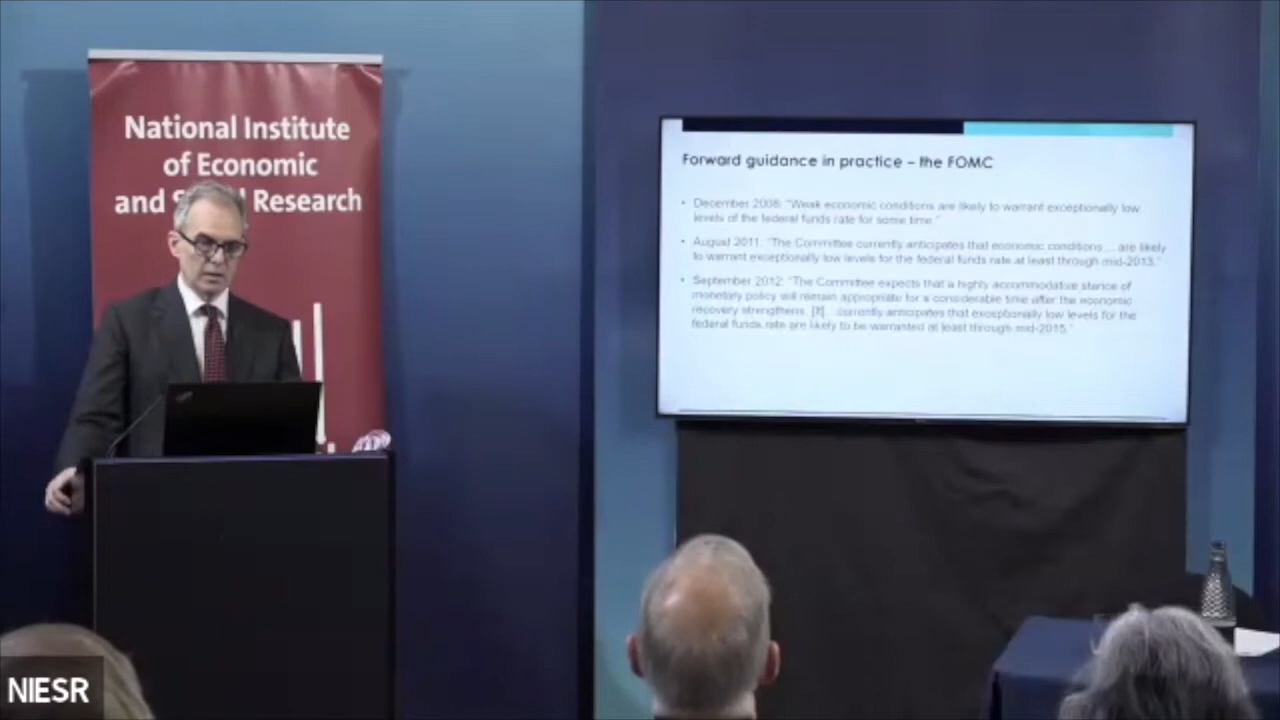 National Institute
of Economic
and S l Research
Forward guidance in practice – the FOMC
• December 2008: "Weak economic conditions are likely to warrant exceptionally low
levels of the federal funds rate for some time."
• August 2011: "The Committee currently anticipates that economic conditions... are likely
to warrant exceptionally low levels for the federal funds rate at least through mid-2013."
• September 2012: "The Committee expects that a highly accommodative stance of
monetary policy will remain appropriate for a considerable time after the economic
recovery strengthens. [It]... currently anticipates that exceptionally low levels for the
federal funds rate are likely to be warranted at least through mid-2015."
NIESR